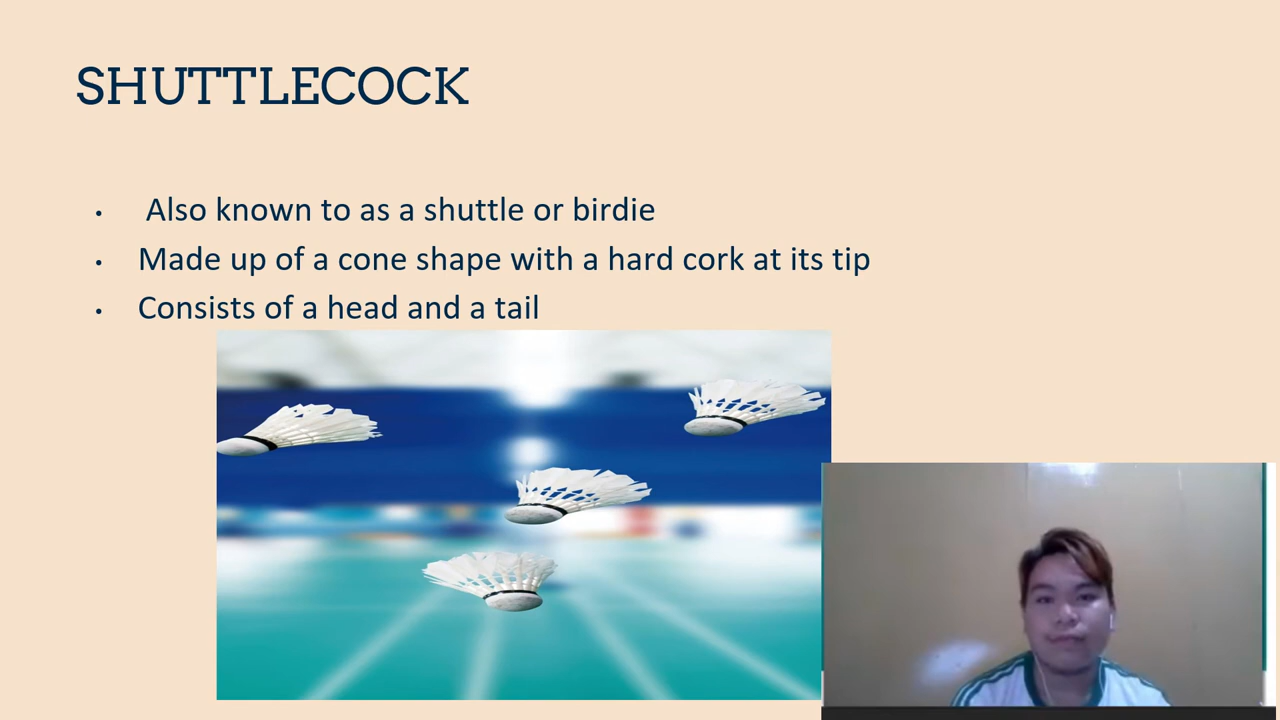 SHUTTLECOCK
• Also known to as a shuttle or birdie
• Made up of a cone shape with a hard cork at its tip
• Consists of a head and a tail